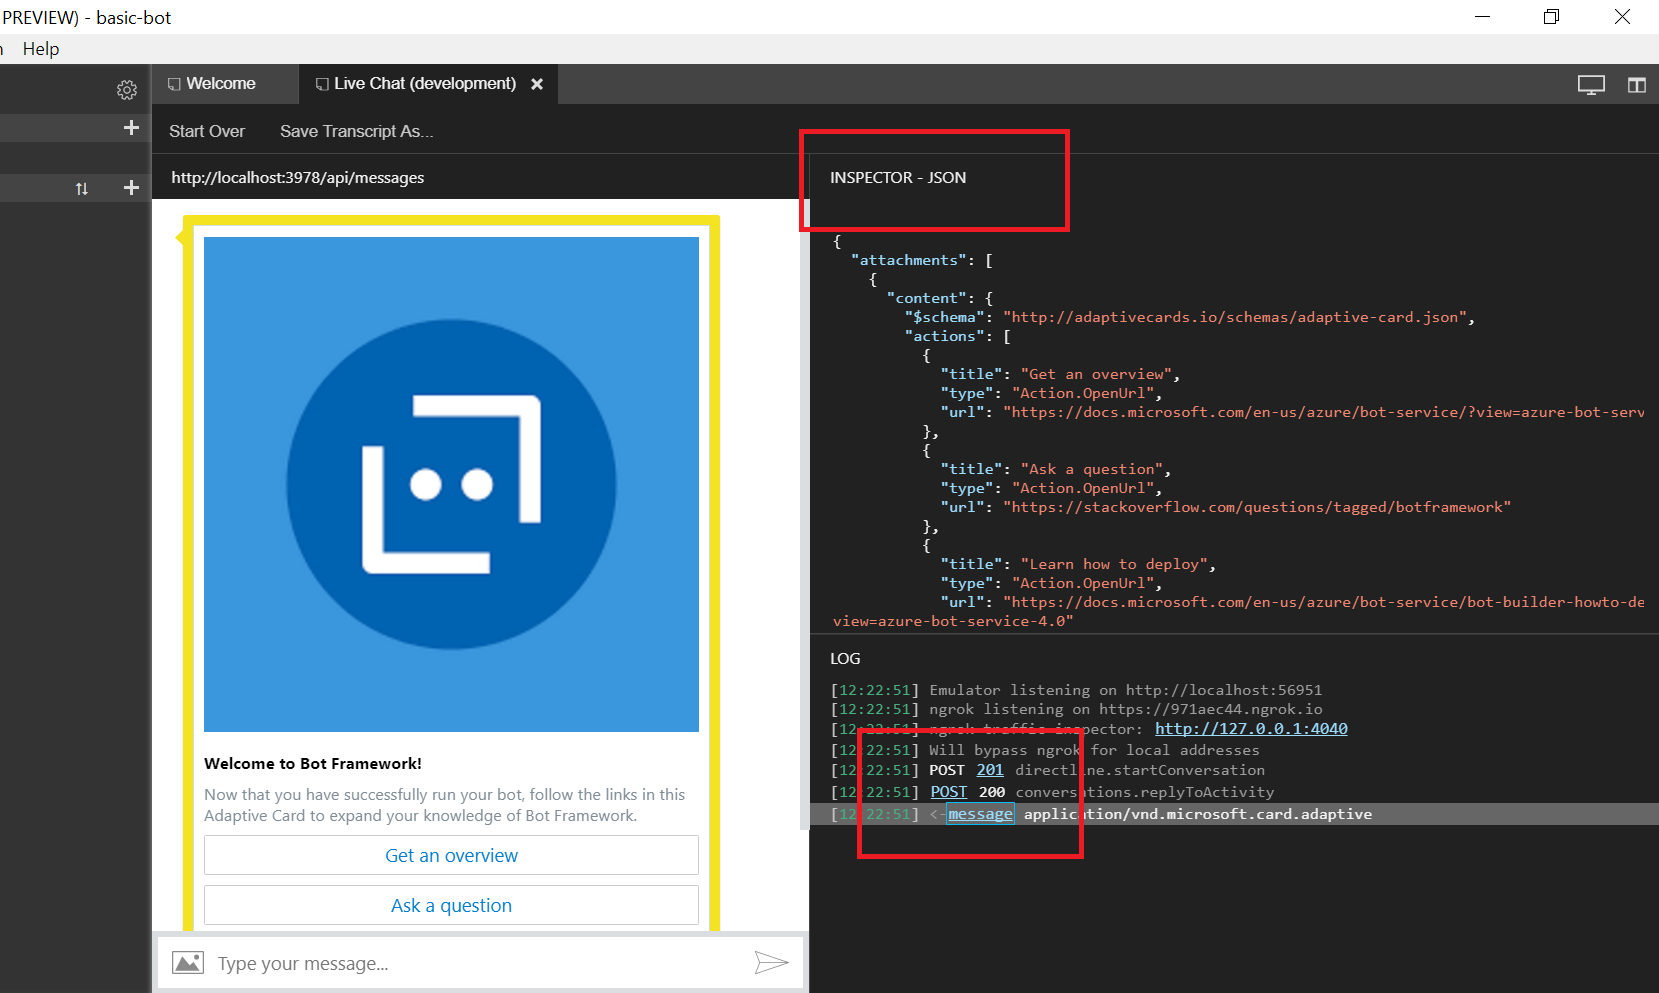 PREVIEW) - basic-bot
Help
Welcome
Live Chat (development)
Start Over Save Transcript As...
http://localhost:3978/api/messages
Welcome to Bot Framework!
Now that you have successfully run your bot, follow the links in this
Adaptive Card to expand your knowledge of Bot Framework.
Get an overview
Ask a question
Type your message...
INSPECTOR - JSON
{
"attachments": [
{
"content": {
"$schema": "http://adaptivecards.io/schemas/adaptive-card.json",
"actions": [
{
"title": "Get an overview",
"type": "Action.OpenUrl",
"url": "https://docs.microsoft.com/en-us/azure/bot-service/?view=azure-bot-serv
},
{
"title": "Ask a question",
"type": "Action.OpenUrl",
"url": "https://stackoverflow.com/questions/tagged/botframework"
},
{
"title": "Learn how to deploy",
"type": "Action.OpenUrl",
"url": "https://docs.microsoft.com/en-us/azure/bot-service/bot-builder-howto-de
view=azure-bot-service-4.0"
LOG
[12:22:51] Emulator listening on http://localhost:56951
[12:22:51] ngrok listening on https://971aec44.ngrok.io
[12:22:51] ngrok traffic inspector: http://127.0.0.1:4040
[12:22:51] Will bypass ngrok for local addresses
[12:22:51] POST 201 directline.startConversation
[12:22:51] POST 200 conversations.replyToActivity
[12:22:51] <-message application/vnd.microsoft.card.adaptive